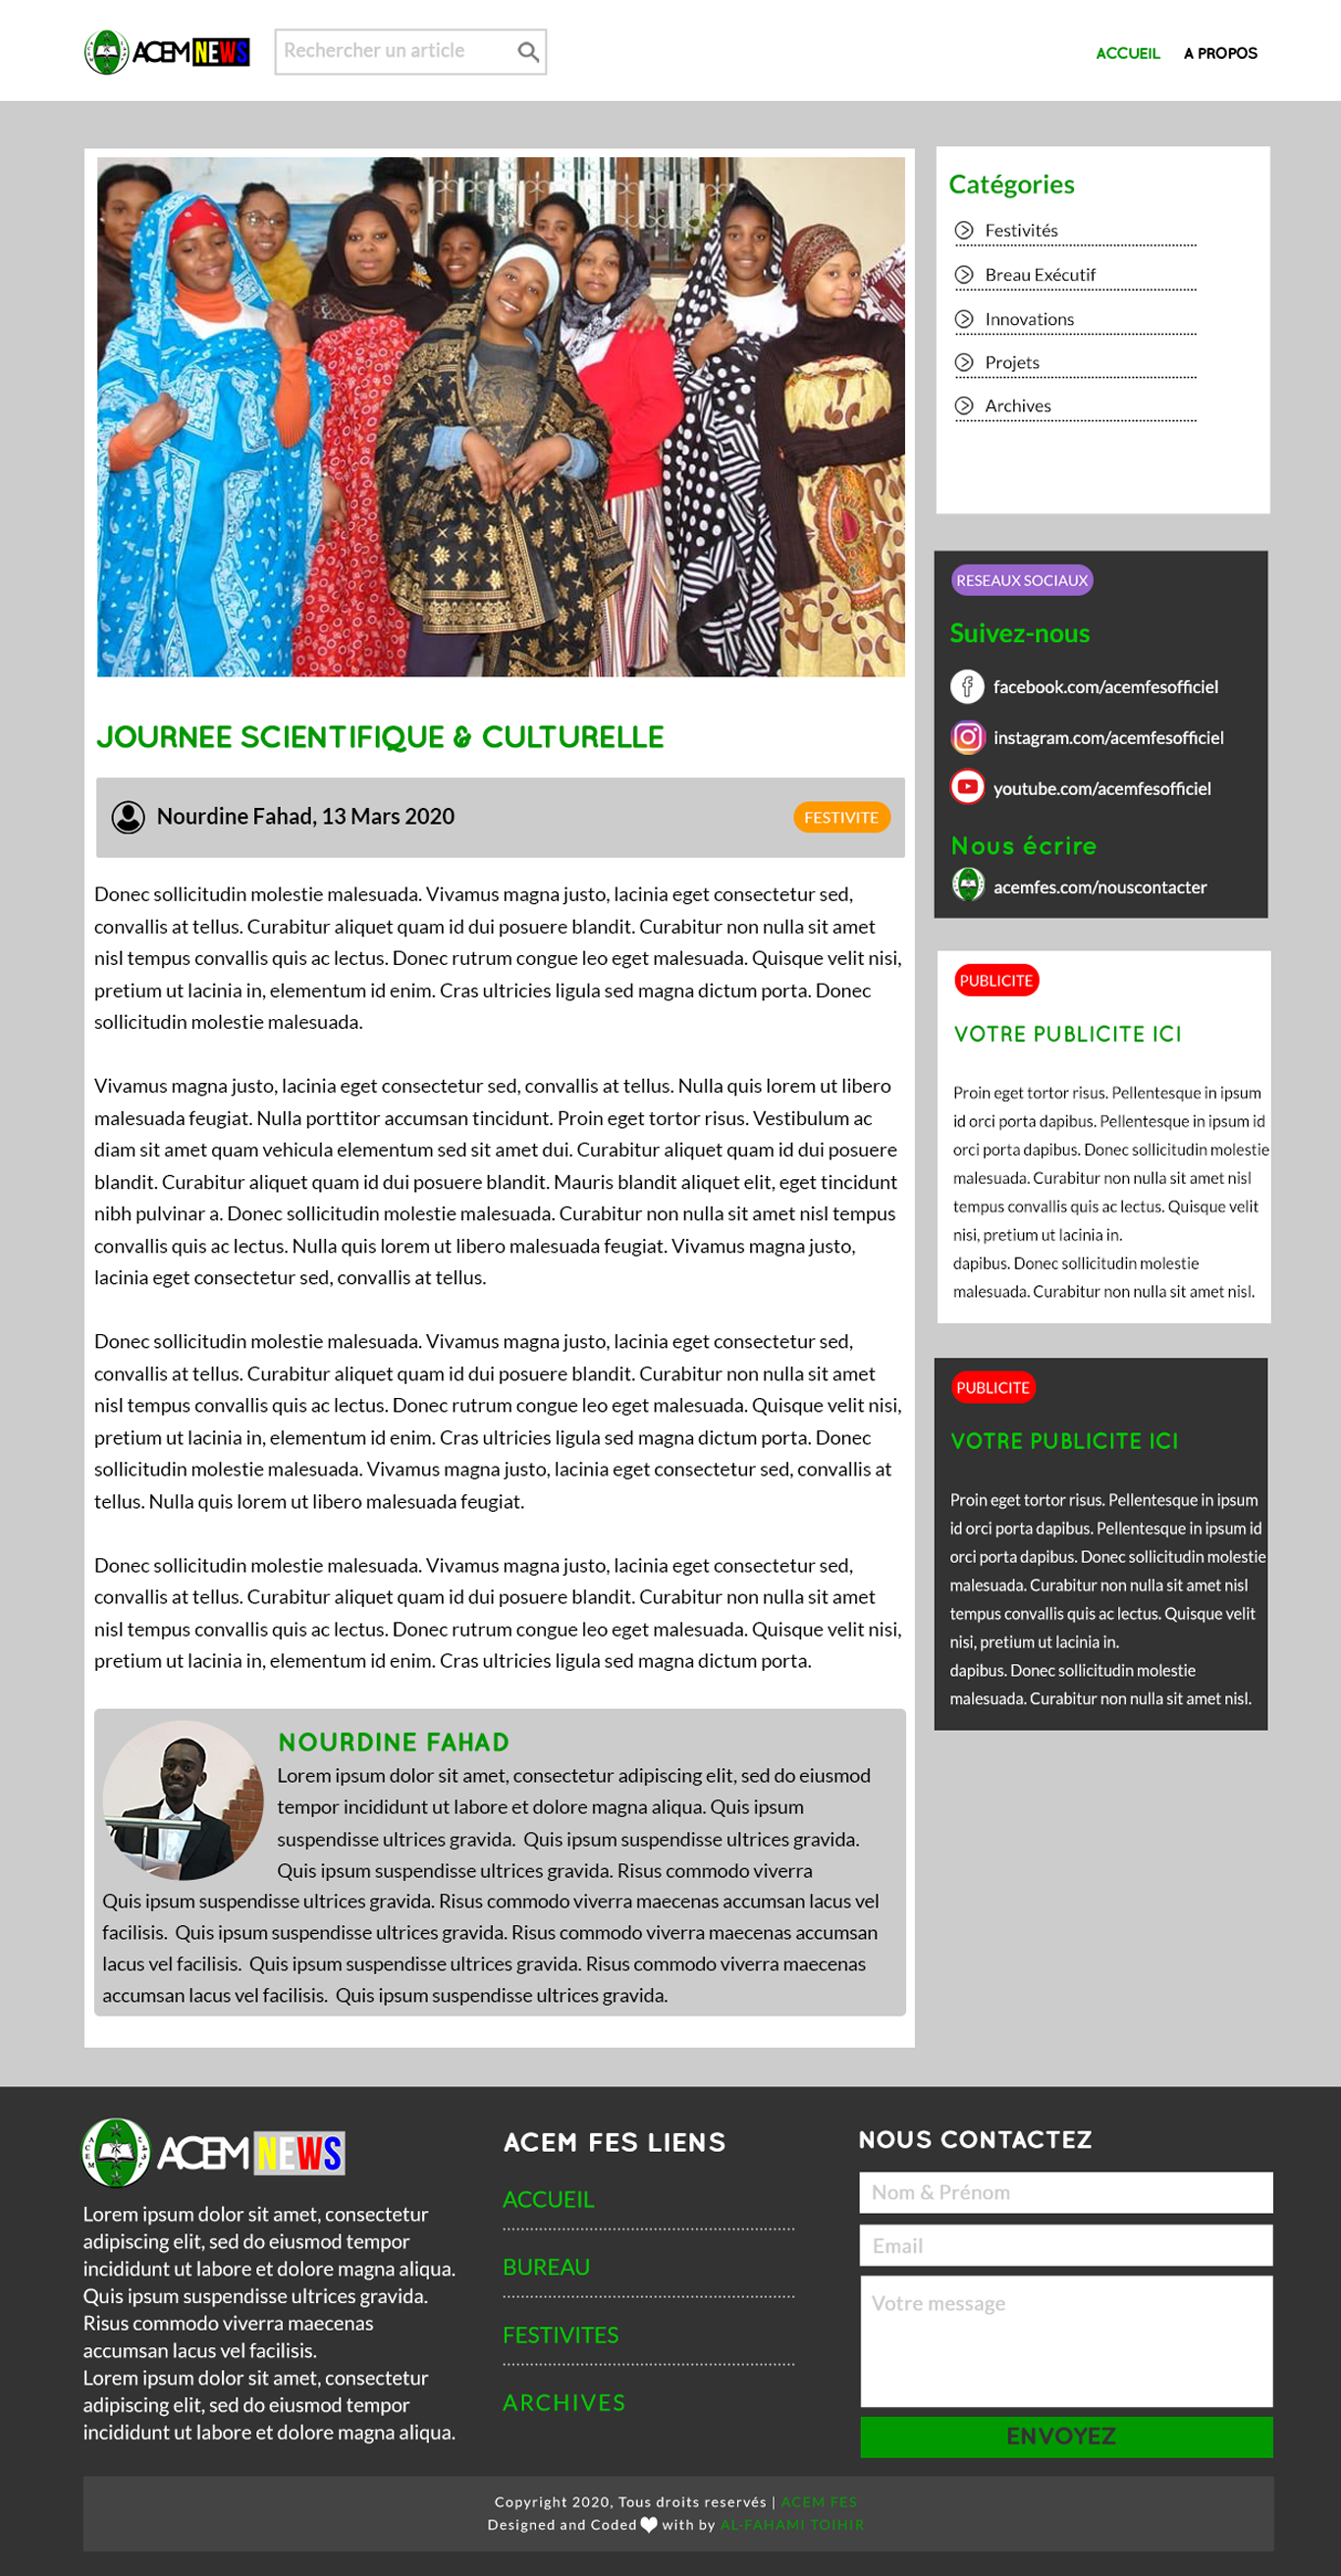 ACEM NEWS
Rechercher un article
ACCUEIL
A PROPOS
JOURNEE SCIENTIFIQUE & CULTURELLE
Nourdine Fahad, 13 Mars 2020
FESTIVITE
Donec sollicitudin molestie malesuada. Vivamus magna justo, lacinia eget consectetur sed,
convallis at tellus. Curabitur aliquet quam id dui posuere blandit. Curabitur non nulla sit amet
nisl tempus convallis quis ac lectus. Donec rutrum congue leo eget malesuada. Quisque velit nisi,
pretium ut lacinia in, elementum id enim. Cras ultricies ligula sed magna dictum porta. Donec
sollicitudin molestie malesuada.
Vivamus magna justo, lacinia eget consectetur sed, convallis at tellus. Nulla quis lorem ut libero
malesuada feugiat. Nulla porttitor accumsan tincidunt. Proin eget tortor risus. Vestibulum ac
diam sit amet quam vehicula elementum sed sit amet dui. Curabitur aliquet quam id dui posuere
blandit. Curabitur aliquet quam id dui posuere blandit. Mauris blandit aliquet elit, eget tincidunt
nibh pulvinar a. Donec sollicitudin molestie malesuada. Curabitur non nulla sit amet nisl tempus
convallis quis ac lectus. Nulla quis lorem ut libero malesuada feugiat. Vivamus magna justo,
lacinia eget consectetur sed, convallis at tellus.
Donec sollicitudin molestie malesuada. Vivamus magna justo, lacinia eget consectetur sed,
convallis at tellus. Curabitur aliquet quam id dui posuere blandit. Curabitur non nulla sit amet
nisl tempus convallis quis ac lectus. Donec rutrum congue leo eget malesuada. Quisque velit nisi,
pretium ut lacinia in, elementum id enim. Cras ultricies ligula sed magna dictum porta. Donec
sollicitudin molestie malesuada. Vivamus magna justo, lacinia eget consectetur sed, convallis at
tellus. Nulla quis lorem ut libero malesuada feugiat.
Donec sollicitudin molestie malesuada. Vivamus magna justo, lacinia eget consectetur sed,
convallis at tellus. Curabitur aliquet quam id dui posuere blandit. Curabitur non nulla sit amet
nisl tempus convallis quis ac lectus. Donec rutrum congue leo eget malesuada. Quisque velit nisi,
pretium ut lacinia in, elementum id enim. Cras ultricies ligula sed magna dictum porta.
NOURDINE FAHAD
Lorem ipsum dolor sit amet, consectetur adipiscing elit, sed do eiusmod
tempor incididunt ut labore et dolore magna aliqua. Quis ipsum
suspendisse ultrices gravida. Quis ipsum suspendisse ultrices gravida.
Quis ipsum suspendisse ultrices gravida. Risus commodo viverra
Quis ipsum suspendisse ultrices gravida. Risus commodo viverra maecenas accumsan lacus vel
facilisis. Quis ipsum suspendisse ultrices gravida. Risus commodo viverra maecenas accumsan
lacus vel facilisis. Quis ipsum suspendisse ultrices gravida. Risus commodo viverra maecenas
accumsan lacus vel facilisis. Quis ipsum suspendisse ultrices gravida.
Catégories
Festivités
Breau Exécutif
Innovations
Projets
Archives
RESEAUX SOCIAUX
Suivez-nous
facebook.com/acemfesofficiel
instagram.com/acemfesofficiel
youtube.com/acemfesofficiel
Nous écrire
acemfes.com/nouscontacter
PUBLICITE
VOTRE PUBLICITE ICI
Proin eget tortor risus. Pellentesque in ipsum
id orci porta dapibus. Pellentesque in ipsum id
orci porta dapibus. Donec sollicitudin molestie
malesuada. Curabitur non nulla sit amet nisl
tempus convallis quis ac lectus. Quisque velit
nisi, pretium ut lacinia in.
dapibus. Donec sollicitudin molestie
malesuada. Curabitur non nulla sit amet nisl.
PUBLICITE
VOTRE PUBLICITE ICI
Proin eget tortor risus. Pellentesque in ipsum
id orci porta dapibus. Pellentesque in ipsum id
orci porta dapibus. Donec sollicitudin molestie
malesuada. Curabitur non nulla sit amet nisl
tempus convallis quis ac lectus. Quisque velit
nisi, pretium ut lacinia in.
dapibus. Donec sollicitudin molestie
malesuada. Curabitur non nulla sit amet nisl.
ACEM NEWS
Lorem ipsum dolor sit amet, consectetur
adipiscing elit, sed do eiusmod tempor
incididunt ut labore et dolore magna aliqua.
Quis ipsum suspendisse ultrices gravida.
Risus commodo viverra maecenas
accumsan lacus vel facilisis.
Lorem ipsum dolor sit amet, consectetur
adipiscing elit, sed do eiusmod tempor
incididunt ut labore et dolore magna aliqua.
ACEM FES LIENS
ACCUEIL
BUREAU
FESTIVITES
ARCHIVES
NOUS CONTACTEZ
Nom & Prénom
Email
Votre message
ENVOYEZ
Copyright 2020, Tous droits reservés | ACEM FES
Designed and Coded with by AL-FAHAMI TOIHIR